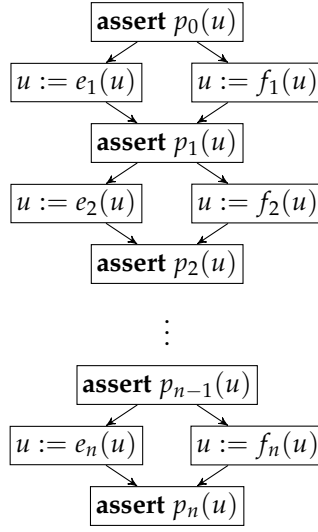 assert p₀(u)
u := e₁(u) u := f₁(u)
assert p₁(u)
u := e₂(u) u := f₂(u)
assert p₂(u)
⋮
assert pₙ₋₁(u)
u := eₙ(u) u := fₙ(u)
assert pₙ(u)